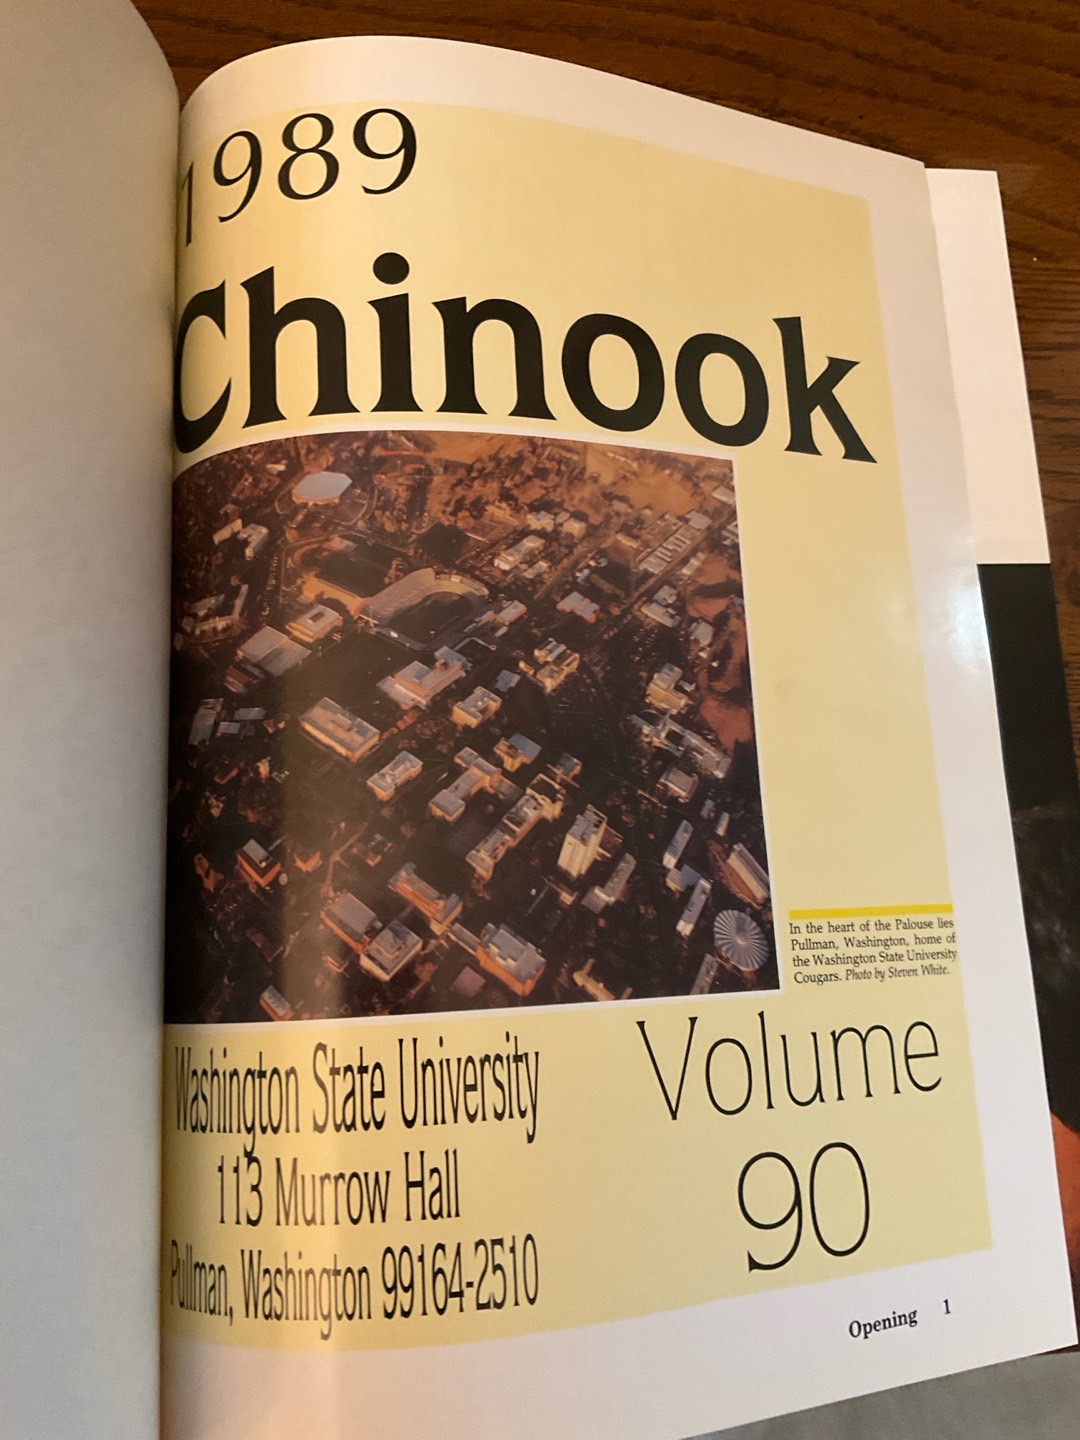 1989
Chinook
In the heart of the Palouse lies
Pullman, Washington, home of
the Washington State University
Cougars. Photo by Steven White.
Washington State University
113 Murrow Hall
Pullman, Washington 99164-2510
Volume
90
Opening 1